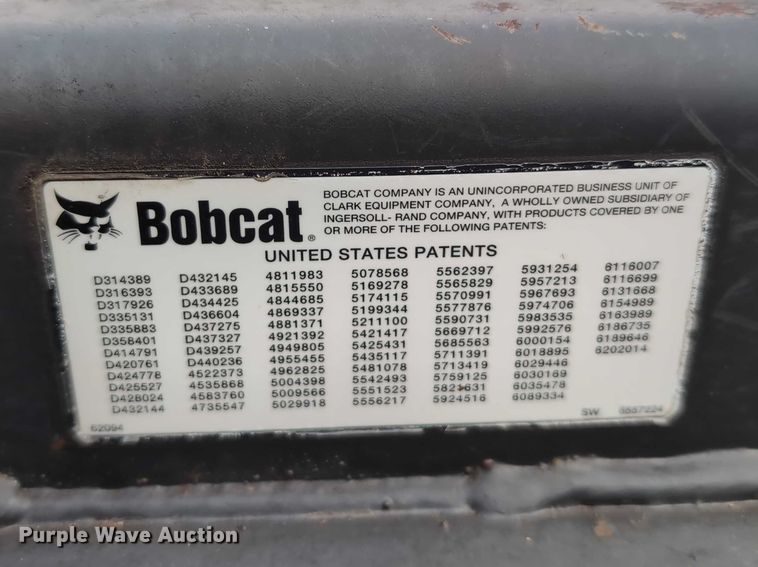 Bobcat®
BOBCAT COMPANY IS AN UNINCORPORATED BUSINESS UNIT OF
CLARK EQUIPMENT COMPANY, A WHOLLY OWNED SUBSIDIARY OF
INGERSOLL- RAND COMPANY, WITH PRODUCTS COVERED BY ONE
OR MORE OF THE FOLLOWING PATENTS:
UNITED STATES PATENTS
D314389 D432145 4811983 5078568 5562397 5931254 6116007
D316393 D433689 4815550 5169278 5565829 5957213 6116699
D317926 D434425 4844685 5174115 5570991 5967693 6131668
D335131 D436604 4869337 5199344 5577876 5974706 6154989
D335883 D437275 4881371 5211100 5590731 5983535 6163989
D358401 D437327 4921392 5421417 5669712 5992576 6186735
D414791 D439257 4949805 5425431 5685563 6000154 6189646
D420761 D440236 4955455 5435117 5711391 6018895 6202014
D424778 4522373 4962825 5481078 5713419 6029446
D425527 4535868 5004398 5542493 5759125 6030169
D428024 4583760 5009566 5551523 5821631 6035478
D432144 4735547 5029918 5556217 5924516 6089334
62094
SW 6557224
Purple Wave Auction